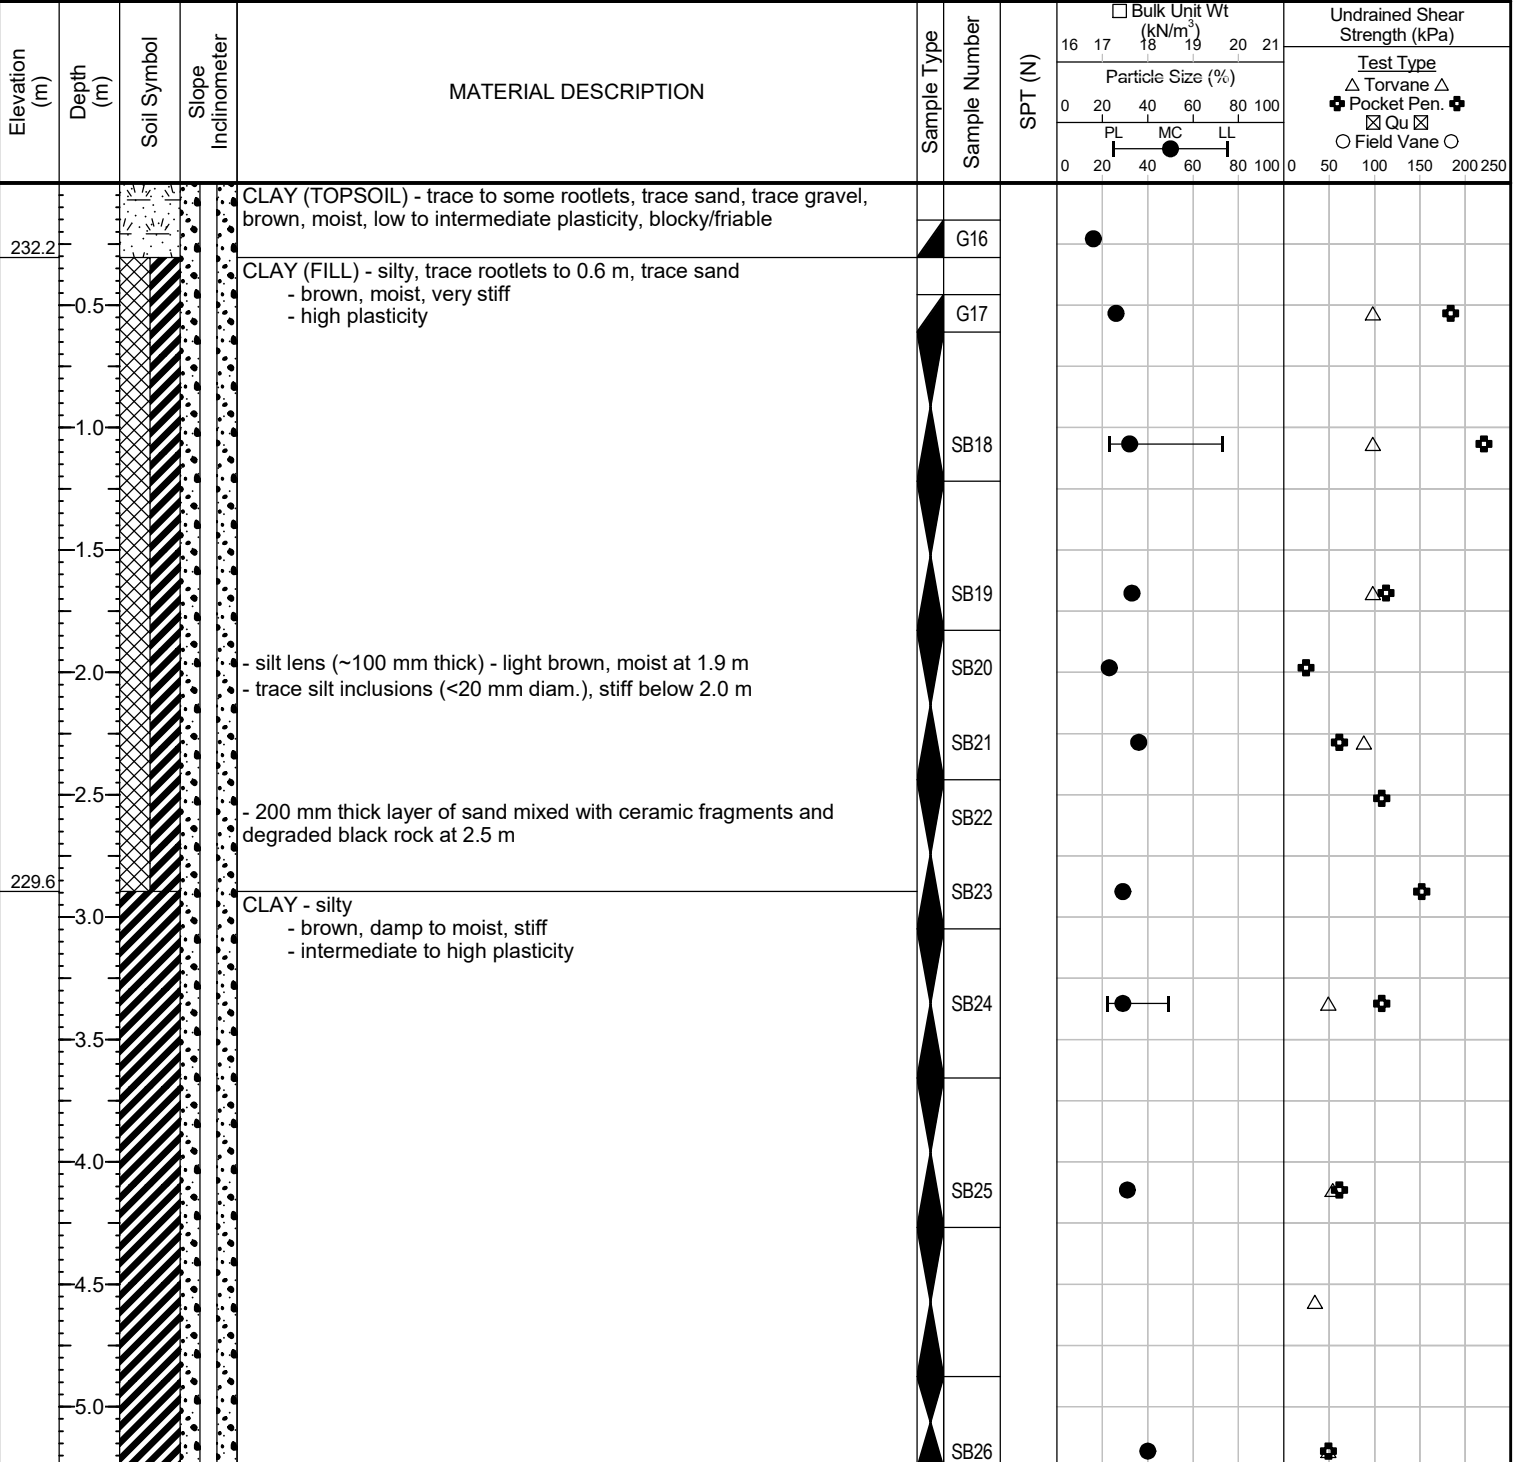 Elevation
(m)
Depth
(m)
Soil Symbol
Slope
Inclinometer
MATERIAL DESCRIPTION
Sample Type
Sample Number
SPT (N)
Bulk Unit Wt
(kN/m³)
16 17 18 19 20 21
Particle Size (%)
0 20 40 60 80 100
PL MC LL
0 20 40 60 80 100
Undrained Shear
Strength (kPa)
Test Type
△ Torvane △
Pocket Pen.
☒ Qu ☒
○ Field Vane ○
0 50 100 150 200 250
CLAY (TOPSOIL) - trace to some rootlets, trace sand, trace gravel,
brown, moist, low to intermediate plasticity, blocky/friable
G16
232.2
CLAY (FILL) - silty, trace rootlets to 0.6 m, trace sand
- brown, moist, very stiff
0.5
- high plasticity
G17
1.0
SB18
1.5
SB19
- silt lens (~100 mm thick) - light brown, moist at 1.9 m
SB20
2.0
- trace silt inclusions (<20 mm diam.), stiff below 2.0 m
SB21
2.5
- 200 mm thick layer of sand mixed with ceramic fragments and
degraded black rock at 2.5 m
SB22
229.6
SB23
CLAY - silty
3.0
- brown, damp to moist, stiff
- intermediate to high plasticity
SB24
3.5
4.0
SB25
4.5
5.0
SB26